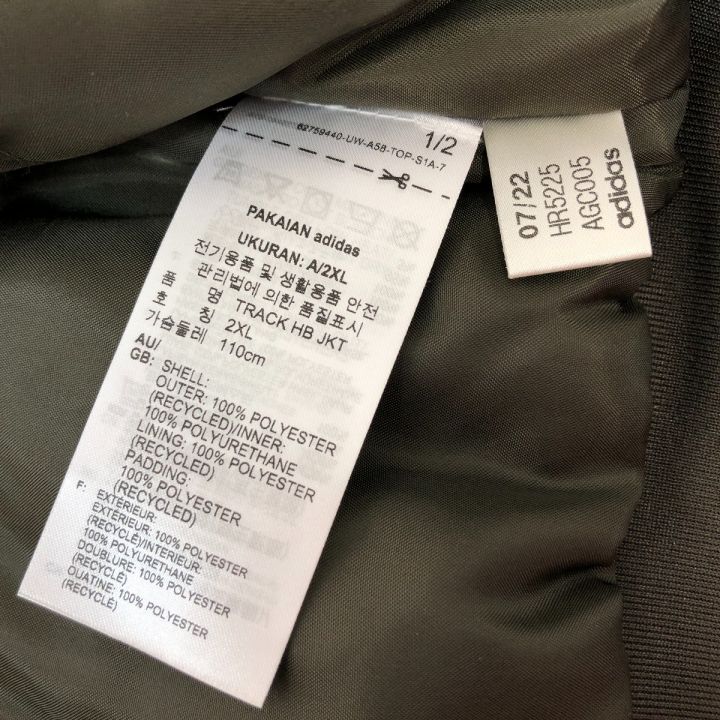 62759440-UW-A58-TOP-S1A-7
1/2
PAKAIAN adidas
UKURAN: A/2XL
전기용품 및 생활용품 안전
관리법에 의한 품질표시
품 명 TRACK HB JKT
호 칭 2XL
가슴둘레 110cm
AU/
GB: SHELL:
OUTER: 100% POLYESTER
(RECYCLED)/INNER:
100% POLYURETHANE
LINING: 100% POLYESTER
(RECYCLED)
PADDING:
100% POLYESTER
(RECYCLED)
F: EXTÉRIEUR:
EXTÉRIEUR: 100% POLYESTER
(RECYCLÉ)/INTERIEUR:
100% POLYURETHANE
DOUBLURE: 100% POLYESTER
(RECYCLÉ)
OUATINE: 100% POLYESTER
(RECYCLÉ)
07/22
HR5225
AGC005
adidas